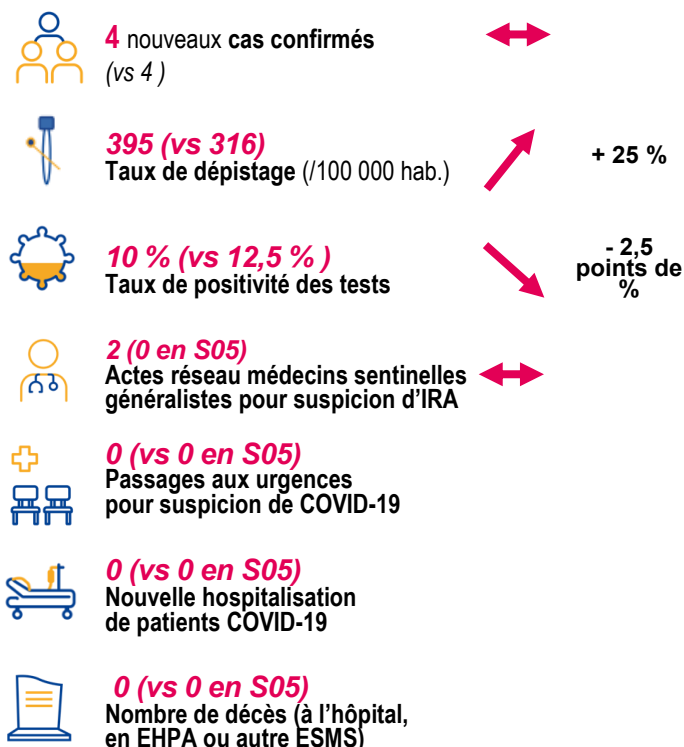 4 nouveaux cas confirmés
(vs 4 )
395 (vs 316)
Taux de dépistage (/100 000 hab.)
+ 25 %
10 % (vs 12,5 % )
Taux de positivité des tests
- 2,5
points de
%
2 (0 en S05)
Actes réseau médecins sentinelles
généralistes pour suspicion d'IRA
0 (vs 0 en S05)
Passages aux urgences
pour suspicion de COVID-19
0 (vs 0 en S05)
Nouvelle hospitalisation
de patients COVID-19
0 (vs 0 en S05)
Nombre de décès (à l'hôpital,
en EHPA ou autre ESMS)